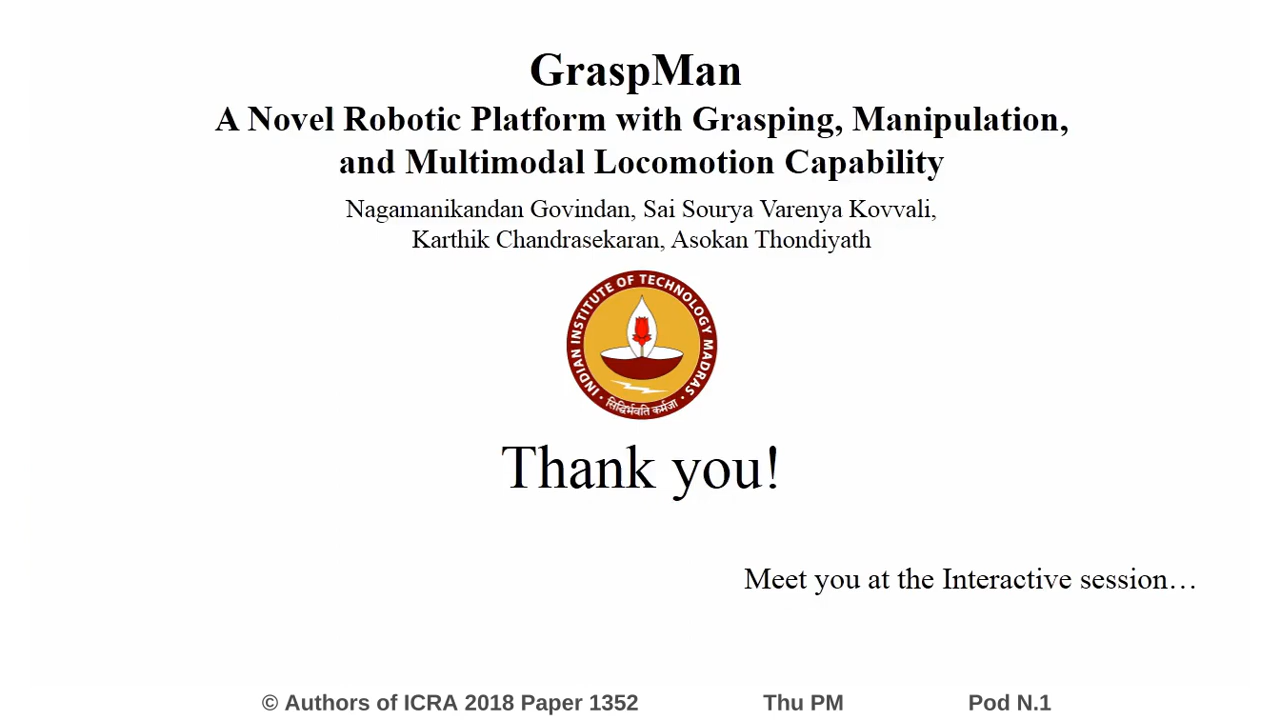 GraspMan
A Novel Robotic Platform with Grasping, Manipulation,
and Multimodal Locomotion Capability
Nagamanikandan Govindan, Sai Sourya Varenya Kovvali,
Karthik Chandrasekaran, Asokan Thondiyath
INDIAN INSTITUTE OF TECHNOLOGY MADRAS
सिद्धिर्भवति कर्मजा
Thank you!
Meet you at the Interactive session…
© Authors of ICRA 2018 Paper 1352 Thu PM Pod N.1